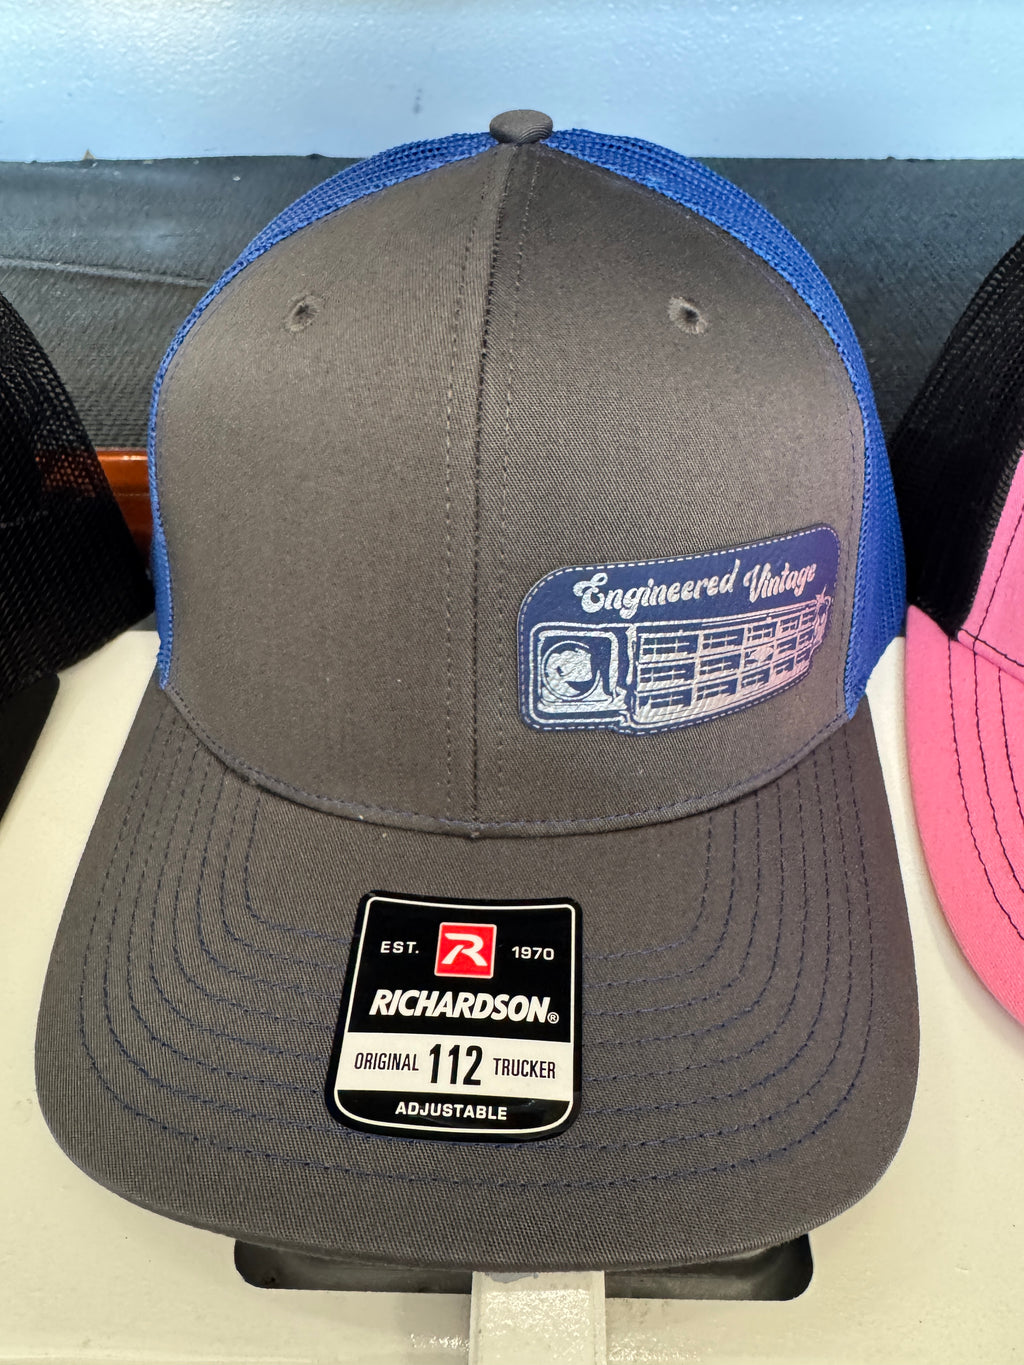 Engineered Vintage
EST. R 1970
RICHARDSON®
ORIGINAL 112 TRUCKER
ADJUSTABLE